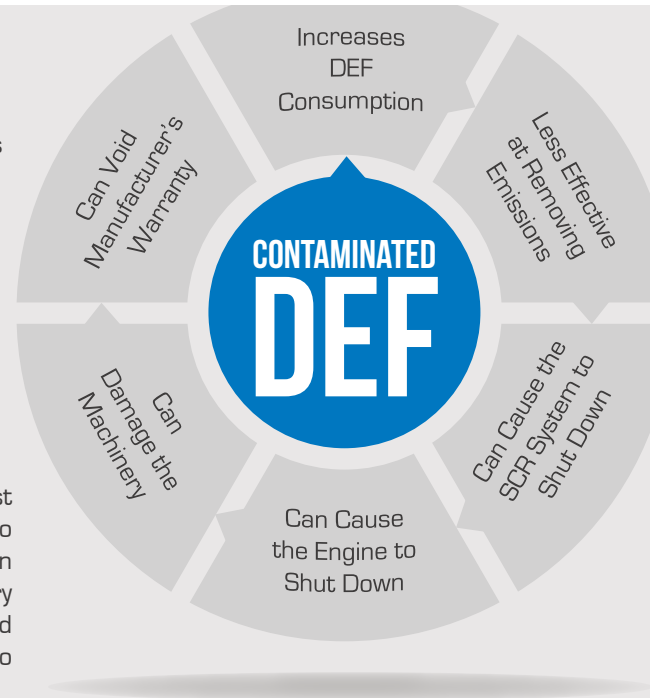 Increases
DEF
Consumption
Less Effective
at Removing
Emissions
Can Cause the
SCR System to
Shut Down
Can Cause
the Engine to
Shut Down
Can
Damage the
Machinery
Can Void
Manufacturer's
Warranty
CONTAMINATED
DEF